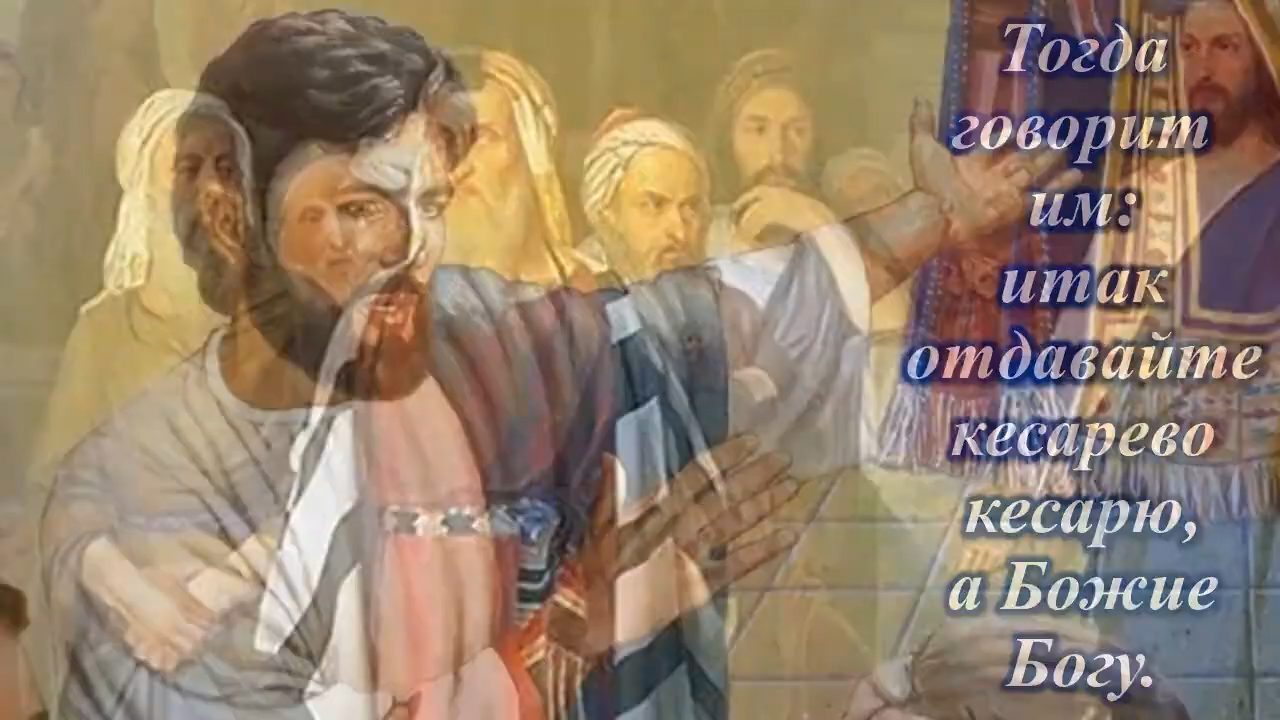 Тогда
говорит
им:
итак
отдавайте
кесарево
кесарю,
а Божие
Богу.